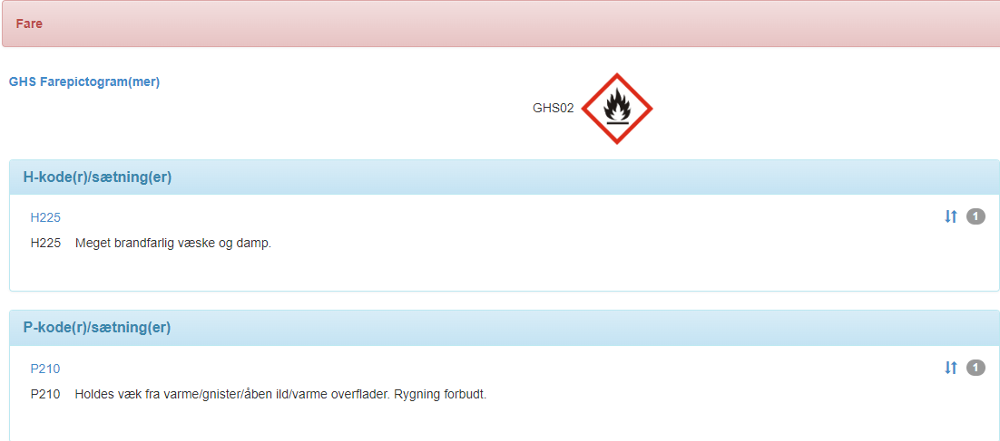 Fare
GHS Farepictogram(mer)
GHS02
H-kode(r)/sætning(er)
H225
1
H225 Meget brandfarlig væske og damp.
P-kode(r)/sætning(er)
P210
1
P210 Holdes væk fra varme/gnister/åben ild/varme overflader. Rygning forbudt.